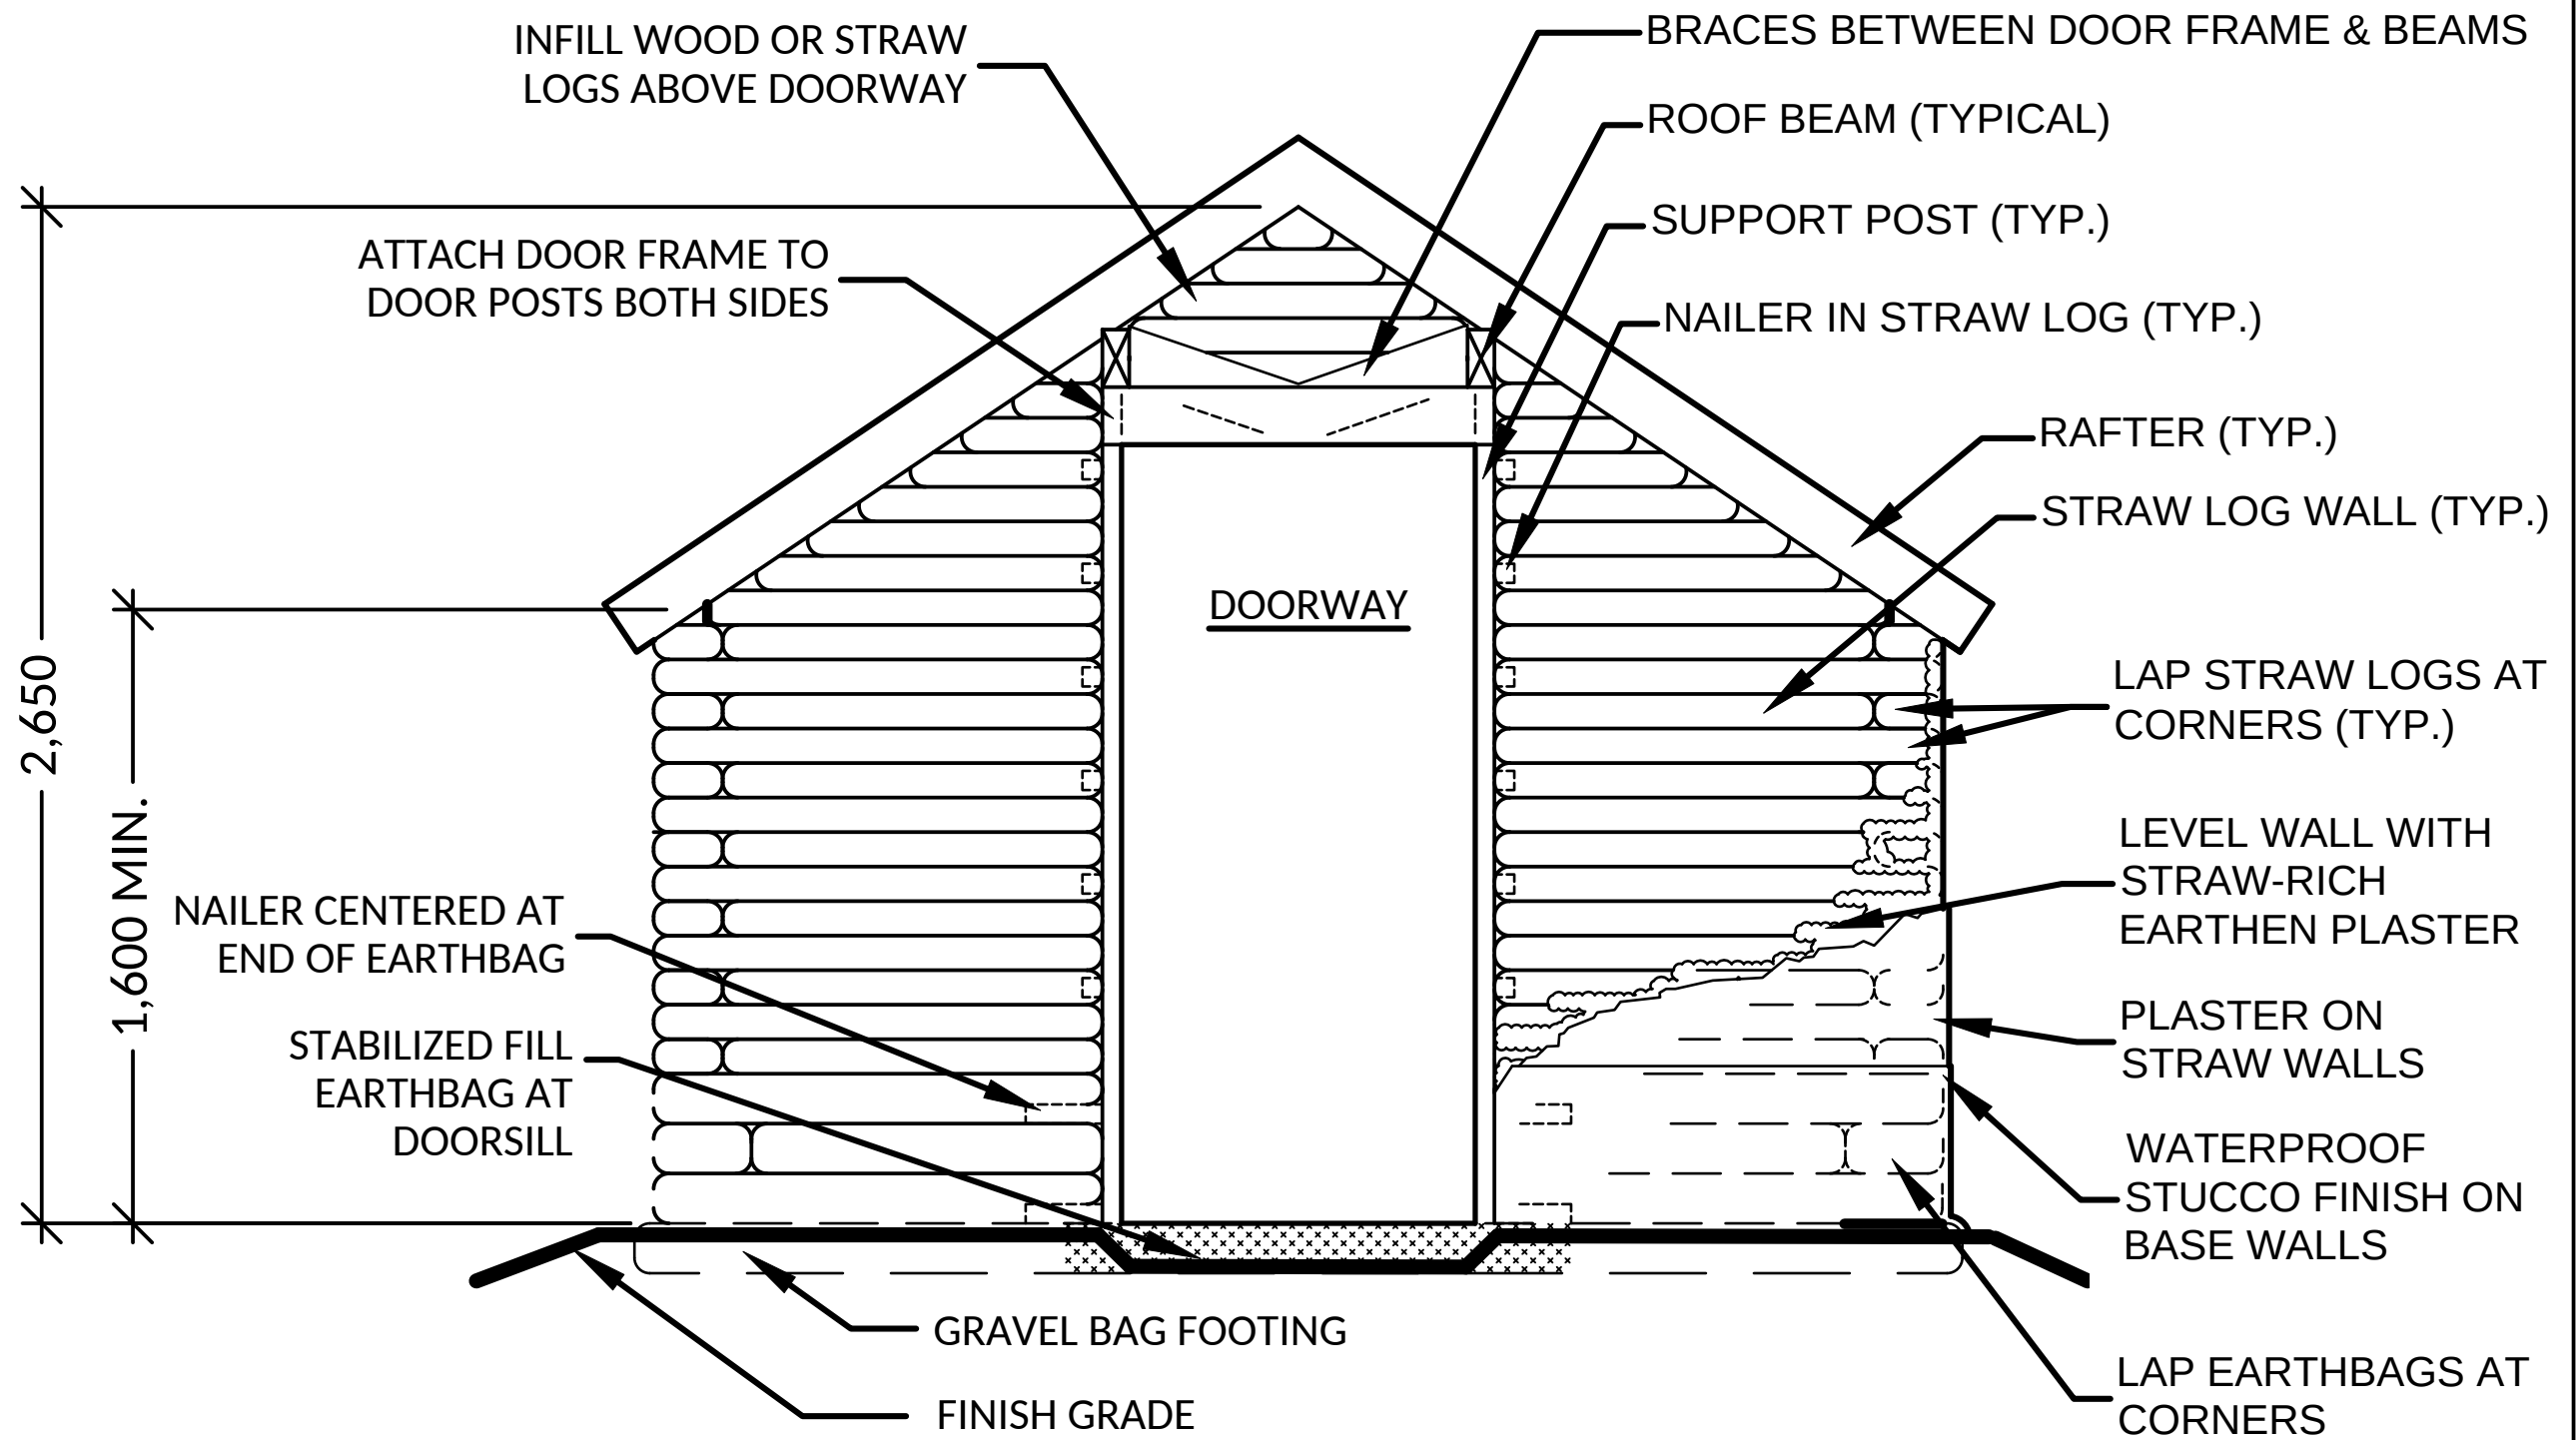 INFILL WOOD OR STRAW
LOGS ABOVE DOORWAY
BRACES BETWEEN DOOR FRAME & BEAMS
ROOF BEAM (TYPICAL)
SUPPORT POST (TYP.)
ATTACH DOOR FRAME TO
DOOR POSTS BOTH SIDES
NAILER IN STRAW LOG (TYP.)
RAFTER (TYP.)
STRAW LOG WALL (TYP.)
DOORWAY
2,650
1,600 MIN.
LAP STRAW LOGS AT
CORNERS (TYP.)
LEVEL WALL WITH
STRAW-RICH
EARTHEN PLASTER
NAILER CENTERED AT
END OF EARTHBAG
PLASTER ON
STRAW WALLS
STABILIZED FILL
EARTHBAG AT
DOORSILL
WATERPROOF
STUCCO FINISH ON
BASE WALLS
GRAVEL BAG FOOTING
FINISH GRADE
LAP EARTHBAGS AT
CORNERS